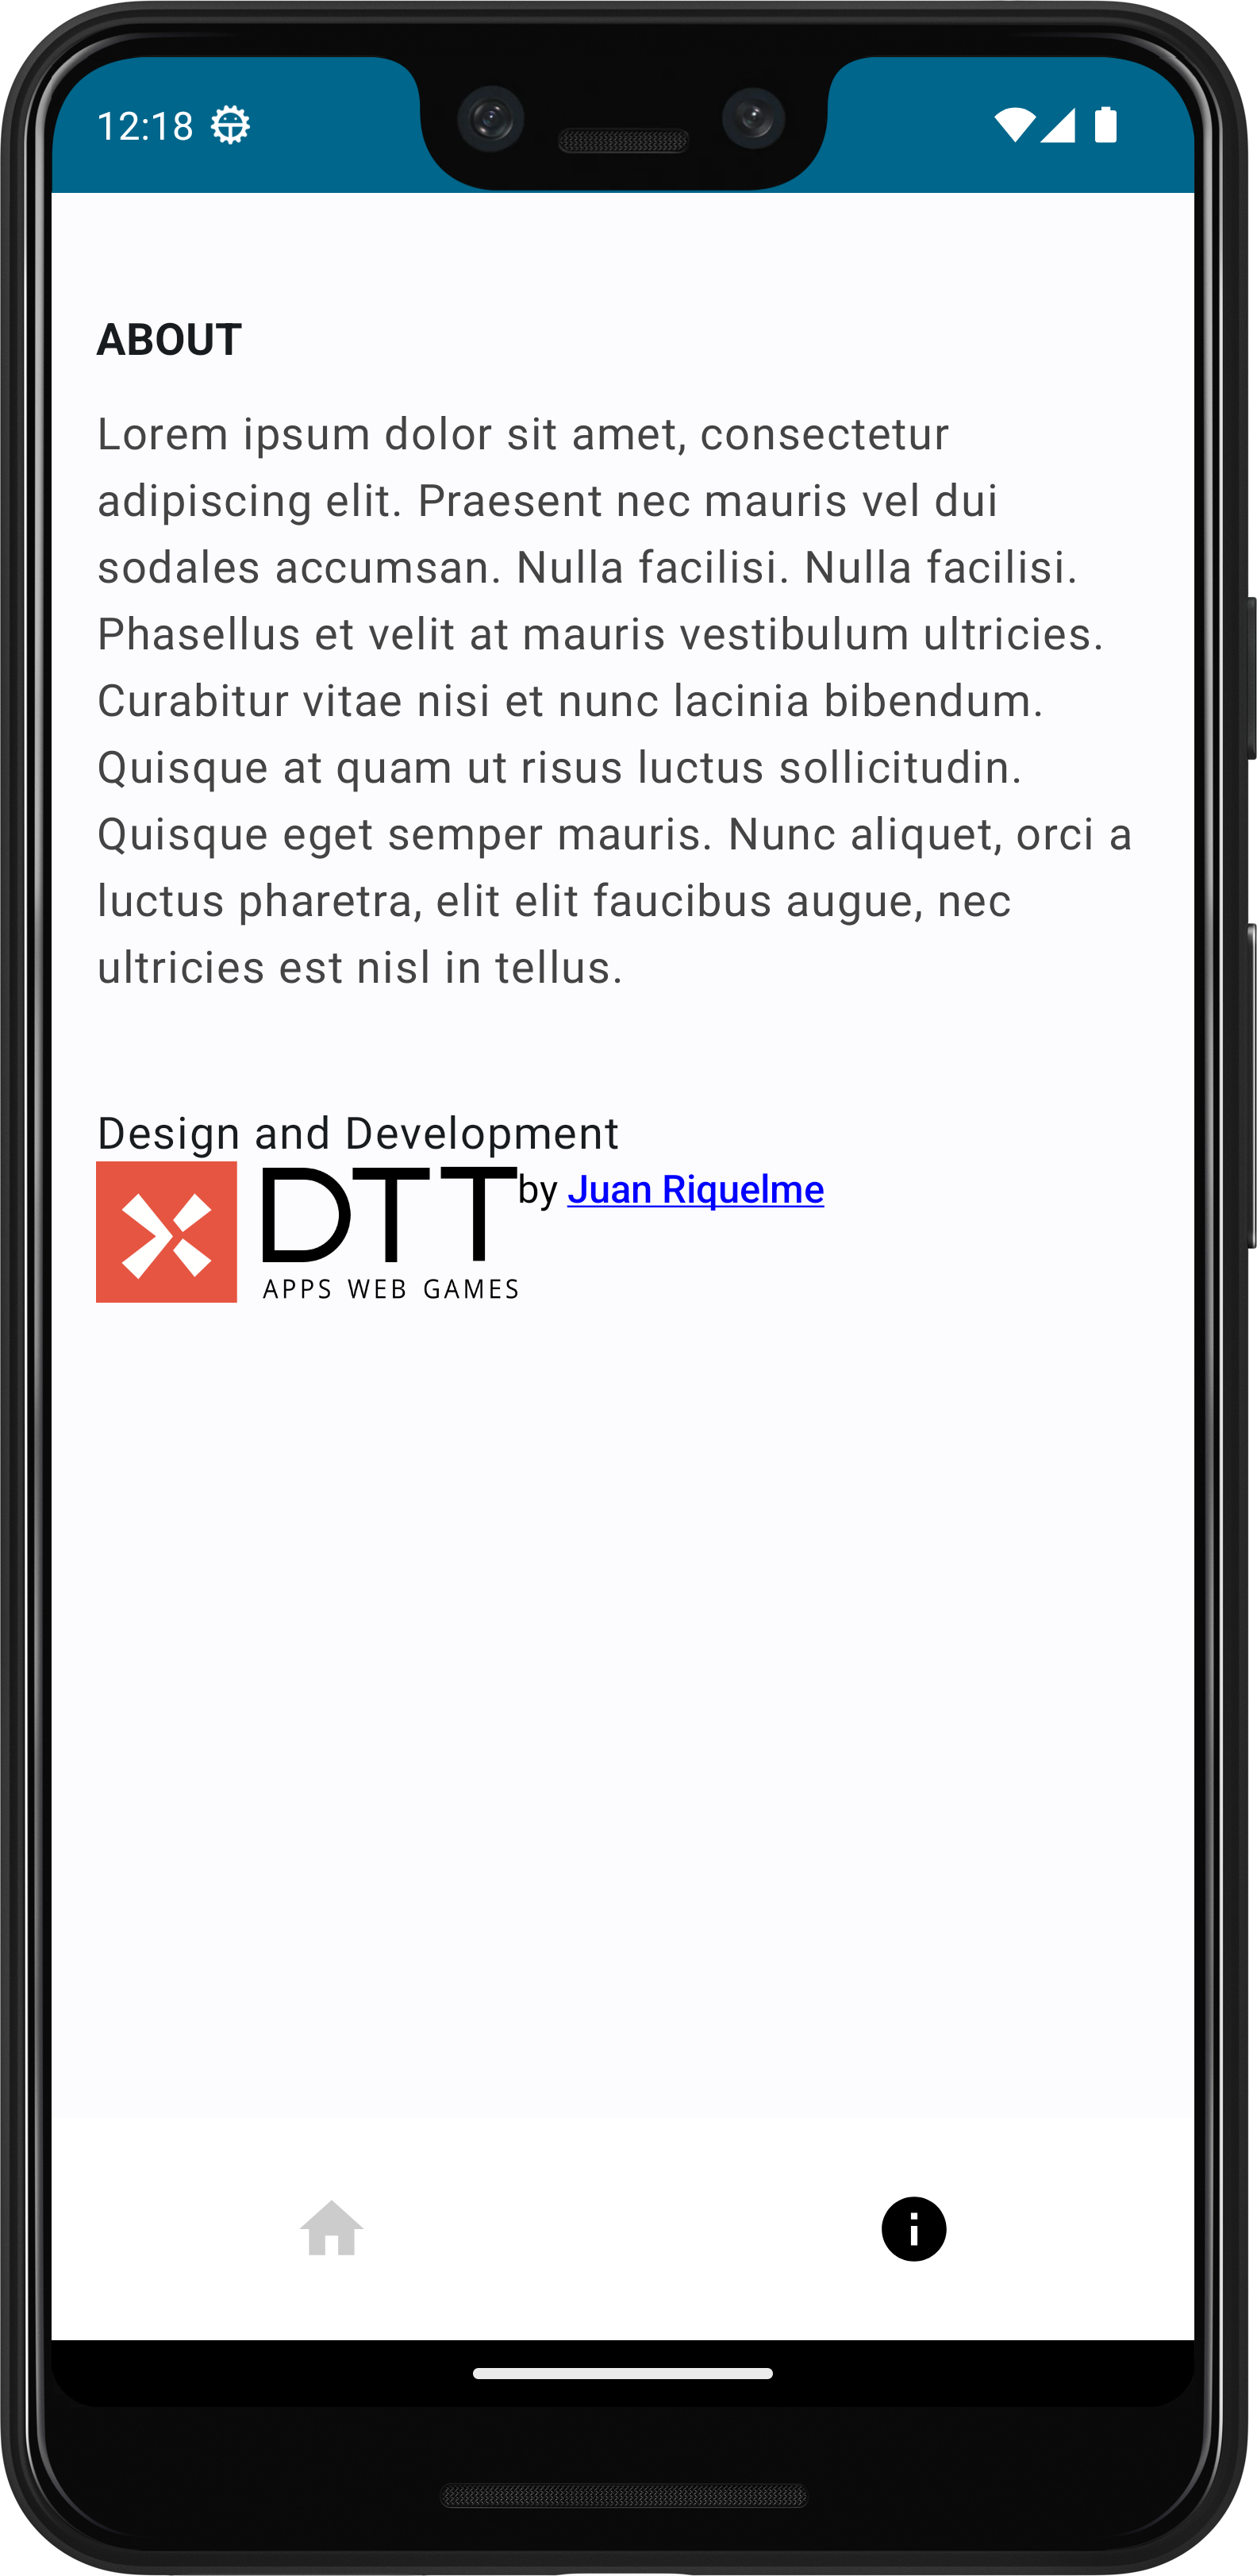 12:18
ABOUT
Lorem ipsum dolor sit amet, consectetur
adipiscing elit. Praesent nec mauris vel dui
sodales accumsan. Nulla facilisi. Nulla facilisi.
Phasellus et velit at mauris vestibulum ultricies.
Curabitur vitae nisi et nunc lacinia bibendum.
Quisque at quam ut risus luctus sollicitudin.
Quisque eget semper mauris. Nunc aliquet, orci a
luctus pharetra, elit elit faucibus augue, nec
ultricies est nisl in tellus.
Design and Development
DTT by Juan Riquelme
APPS WEB GAMES